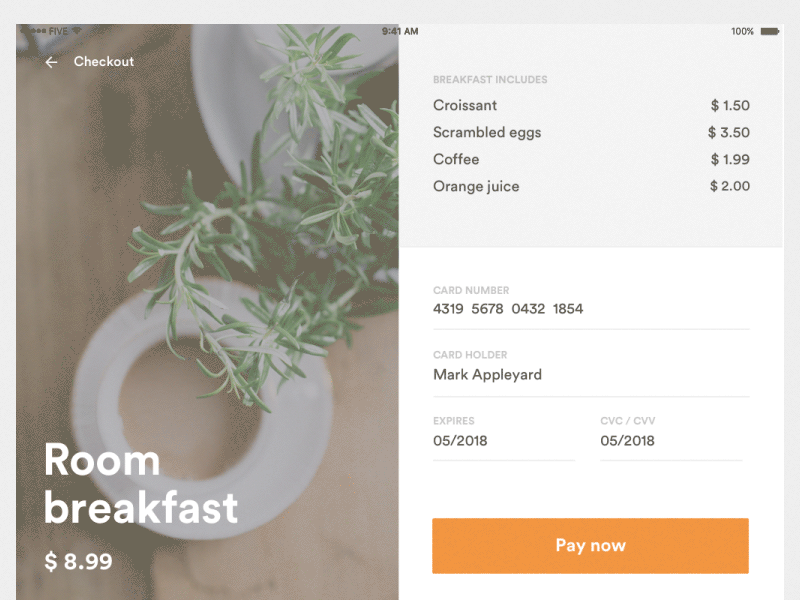 FIVE
9:41 AM
100%
Checkout
Room
breakfast
$ 8.99
BREAKFAST INCLUDES
Croissant $ 1.50
Scrambled eggs $ 3.50
Coffee $ 1.99
Orange juice $ 2.00
CARD NUMBER
4319 5678 0432 1854
CARD HOLDER
Mark Appleyard
EXPIRES CVC / CVV
05/2018 05/2018
Pay now